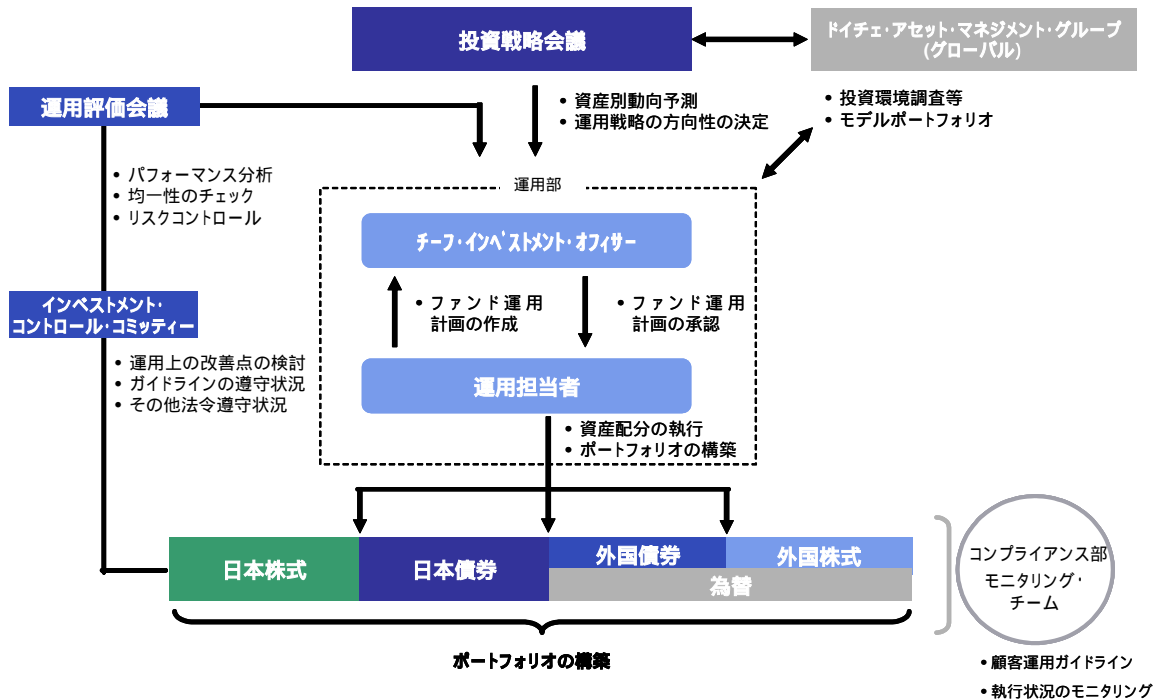 投資戦略会議
ドイチェ・アセット・マネジメント・グループ
(グローバル)
運用評価会議
• 資産別動向予測
• 運用戦略の方向性の決定
• 投資環境調査等
• モデルポートフォリオ
• パフォーマンス分析
• 均一性のチェック
• リスクコントロール
運用部
チーフ・インベストメント・オフィサー
• ファンド運用
計画の作成
• ファンド運用
計画の承認
インベストメント・
コントロール・コミッティー
• 運用上の改善点の検討
• ガイドラインの遵守状況
• その他法令遵守状況
運用担当者
• 資産配分の執行
• ポートフォリオの構築
日本株式
日本債券
外国債券
外国株式
為替
コンプライアンス部
モニタリング・
チーム
ポートフォリオの構築
• 顧客運用ガイドライン
• 執行状況のモニタリング